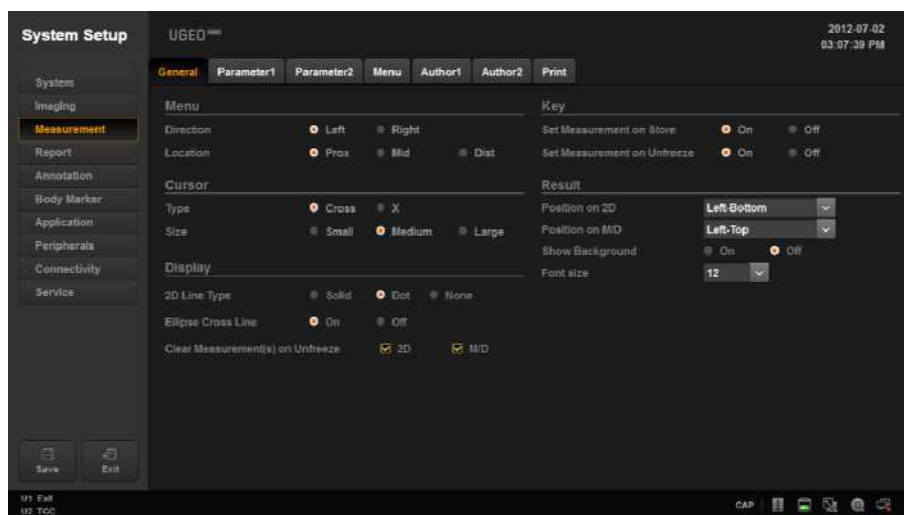 System Setup
UGEO
2012-07-02
03:07:39 PM
General Parameter1 Parameter2 Menu Author1 Author2 Print
System
Imaging
Measurement
Report
Annotation
Body Marker
Application
Peripherals
Connectivity
Service
Menu
Direction Left Right
Location Prox Mid Dist
Cursor
Type Cross X
Size Small Medium Large
Display
2D Line Type Solid Dot None
Ellipse Cross Line On Off
Clear Measurement(s) on Unfreeze 2D M/D
Key
Set Measurement on Store On Off
Set Measurement on Unfreeze On Off
Result
Position on 2D Left-Bottom
Position on M/D Left-Top
Show Background On Off
Font size 12
Save Exit
U1 Exit
U2 TGC
CAP